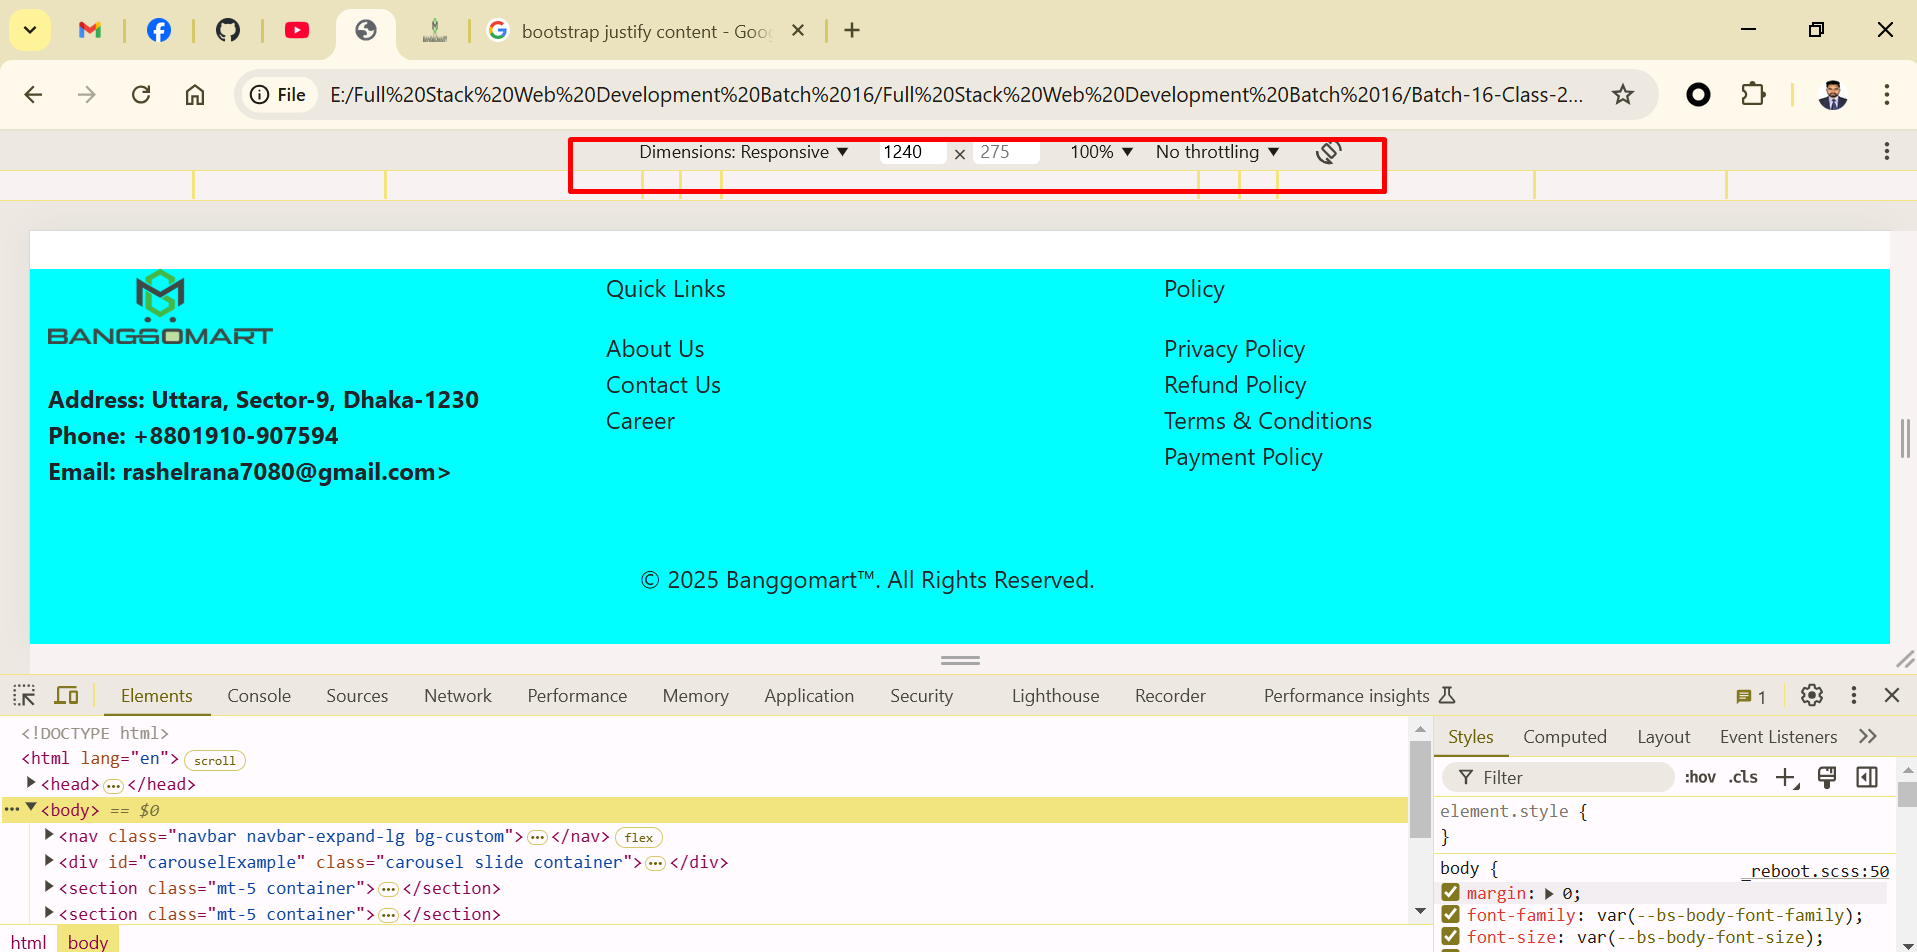 bootstrap justify content - Goo
File
E:/Full%20Stack%20Web%20Development%20Batch%2016/Full%20Stack%20Web%20Development%20Batch%2016/Batch-16-Class-2...
Dimensions: Responsive 1240 × 275 100% No throttling
BANGGOMART
Address: Uttara, Sector-9, Dhaka-1230
Phone: +8801910-907594
Email: rashelrana7080@gmail.com>
Quick Links
About Us
Contact Us
Career
Policy
Privacy Policy
Refund Policy
Terms & Conditions
Payment Policy
© 2025 Banggomart™. All Rights Reserved.
Elements Console Sources Network Performance Memory Application Security Lighthouse Recorder Performance insights 1
<!DOCTYPE html>
<html lang="en"> scroll
<head> ... </head>
... <body> == $0
<nav class="navbar navbar-expand-lg bg-custom"> ... </nav> flex
<div id="carouselExample" class="carousel slide container"> ... </div>
<section class="mt-5 container"> ... </section>
<section class="mt-5 container"> ... </section>
html body
Styles Computed Layout Event Listeners
Filter :hov .cls
element.style {
}
body { _reboot.scss:50
margin: 0;
font-family: var(--bs-body-font-family);
font-size: var(--bs-body-font-size);